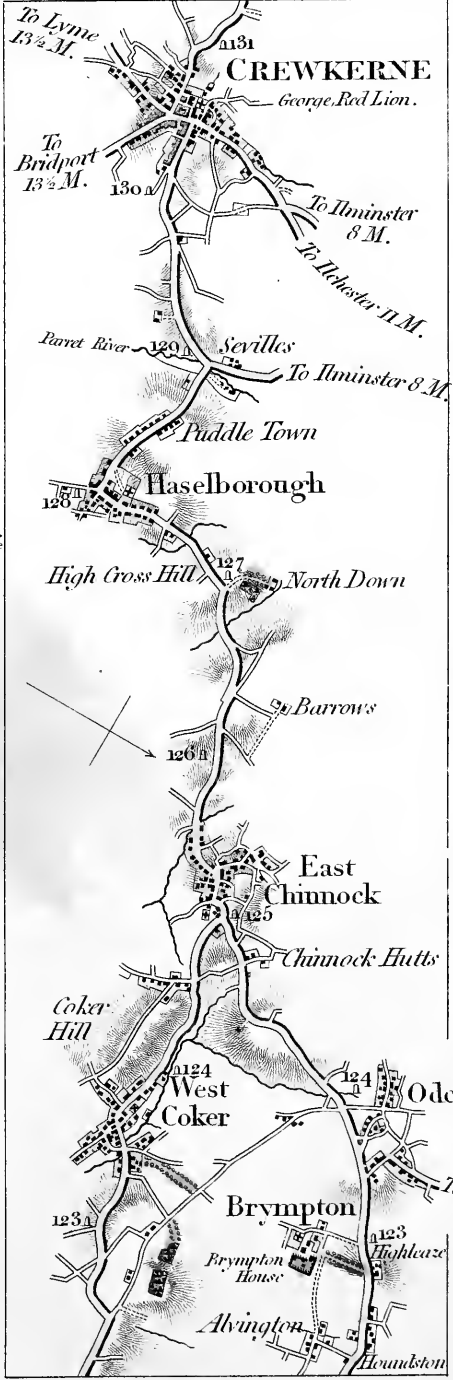 To Lyme
13½ M.
131
CREWKERNE
George, Red Lion.
To
Bridport
13½ M.
130
To Ilminster
8 M.
To Ilchester 11 M.
Parret River
129
Sevilles
To Ilminster 8 M.
Puddle Town
Haselborough
128
High Cross Hill
127
North Down
Barrows
126
East
Chinnock
125
Chinnock Hutts
Coker
Hill
124
West
Coker
124
Odc
T
123
Brympton
123
Highleaze
Brympton
House
Alvington
Houndston